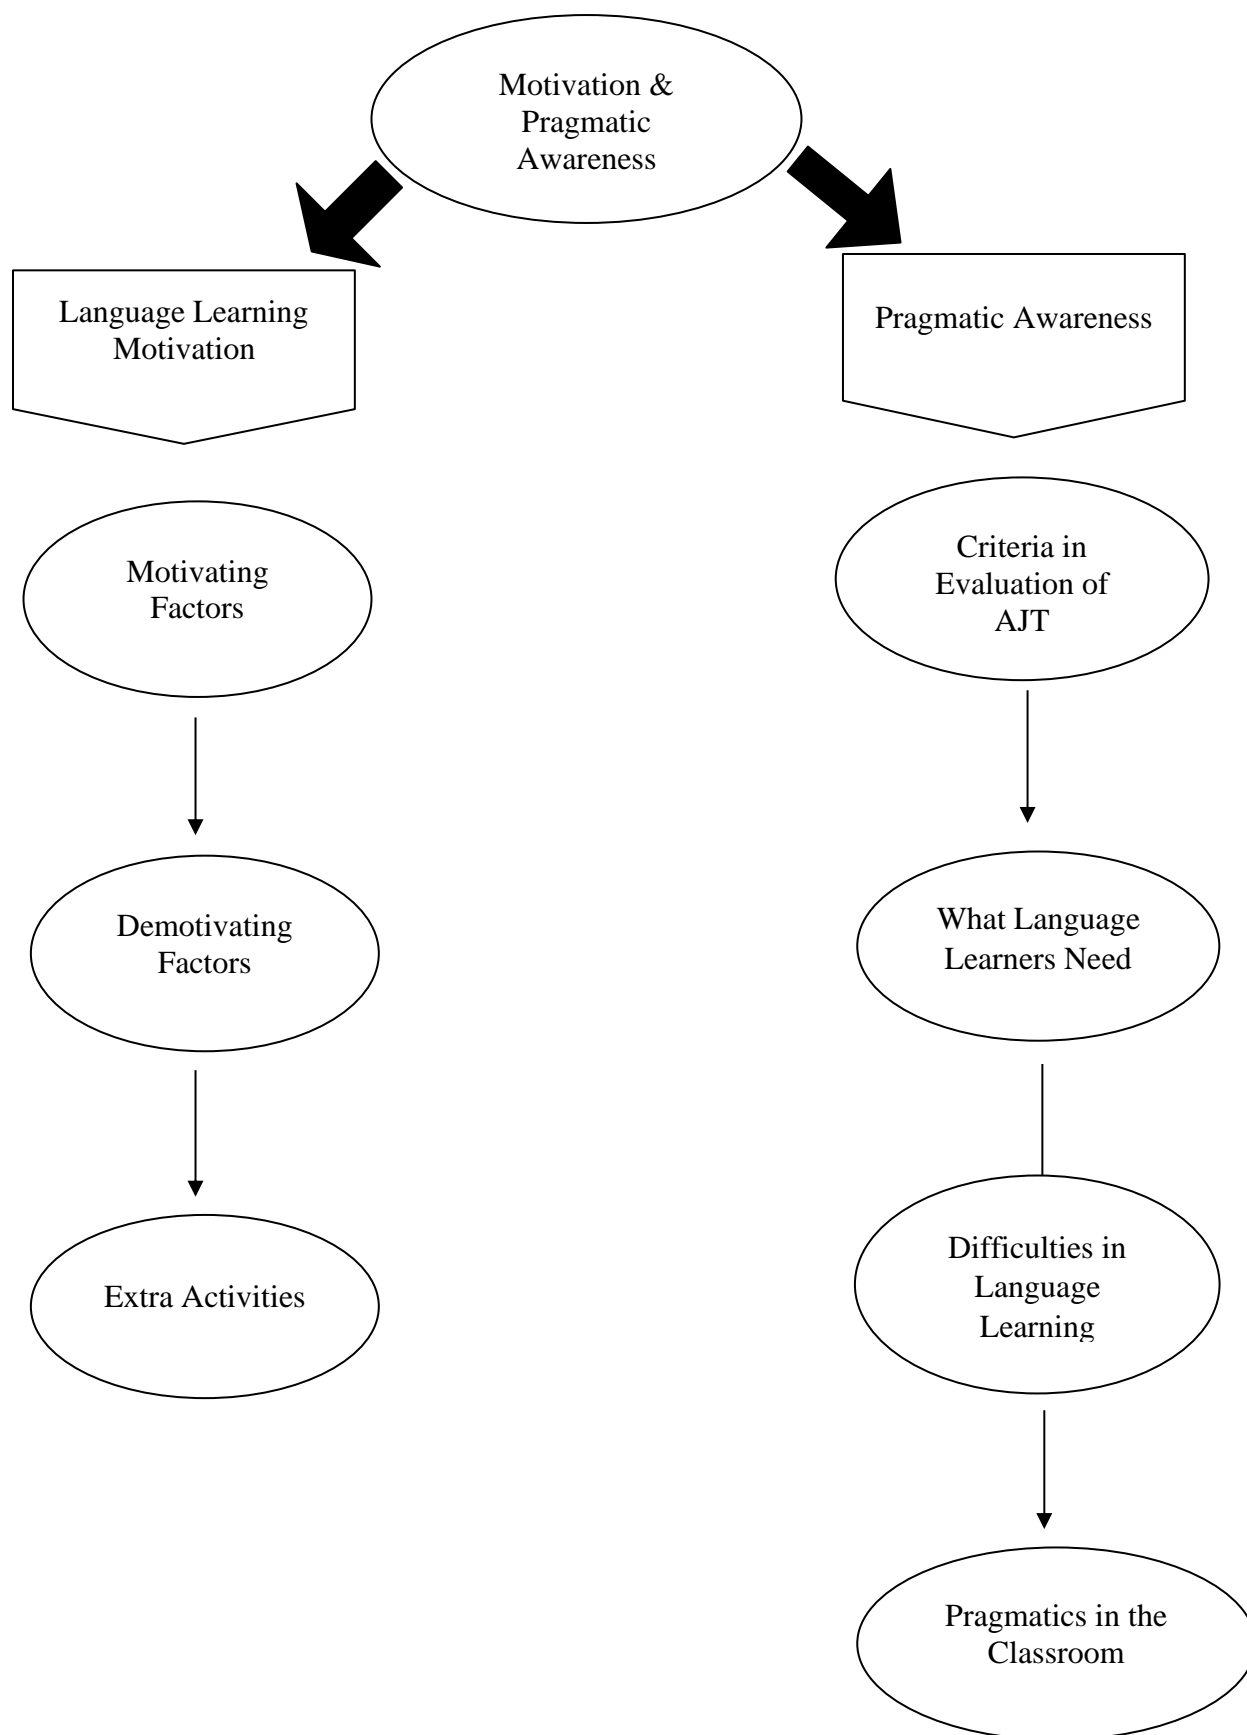 Motivation &
Pragmatic
Awareness
Language Learning
Motivation
Pragmatic Awareness
Motivating
Factors
Criteria in
Evaluation of
AJT
Demotivating
Factors
What Language
Learners Need
Extra Activities
Difficulties in
Language
Learning
Pragmatics in the
Classroom